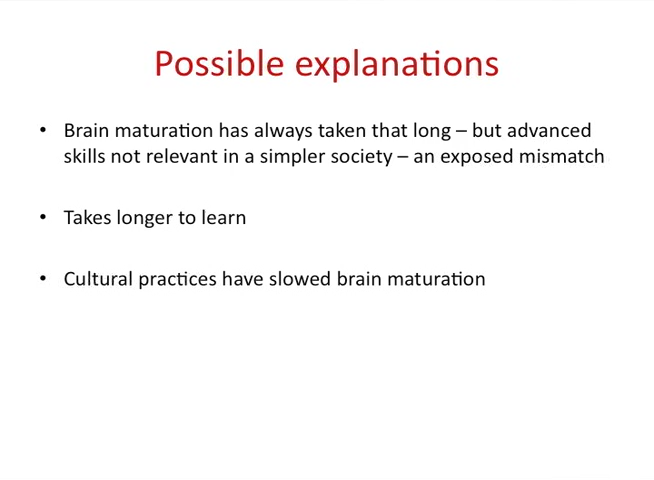 Possible explanations
• Brain maturation has always taken that long – but advanced
skills not relevant in a simpler society – an exposed mismatch
• Takes longer to learn
• Cultural practices have slowed brain maturation